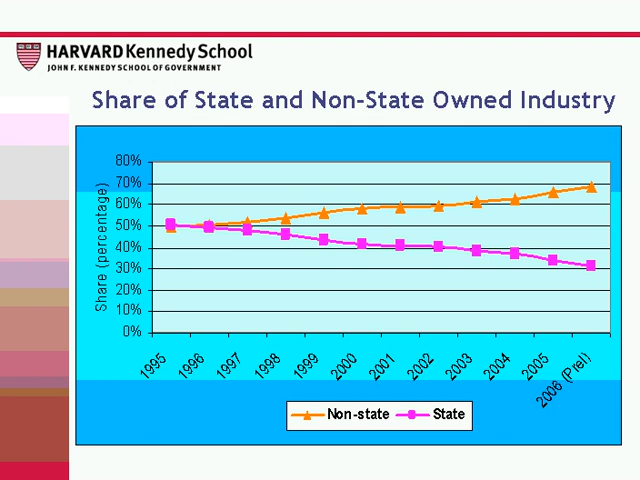 HARVARD Kennedy School
JOHN F. KENNEDY SCHOOL OF GOVERNMENT
Share of State and Non-State Owned Industry
Share (percentage)
80%
70%
60%
50%
40%
30%
20%
10%
0%
1995
1996
1997
1998
1999
2000
2001
2002
2003
2004
2005
2006 (Prel)
Non-state
State